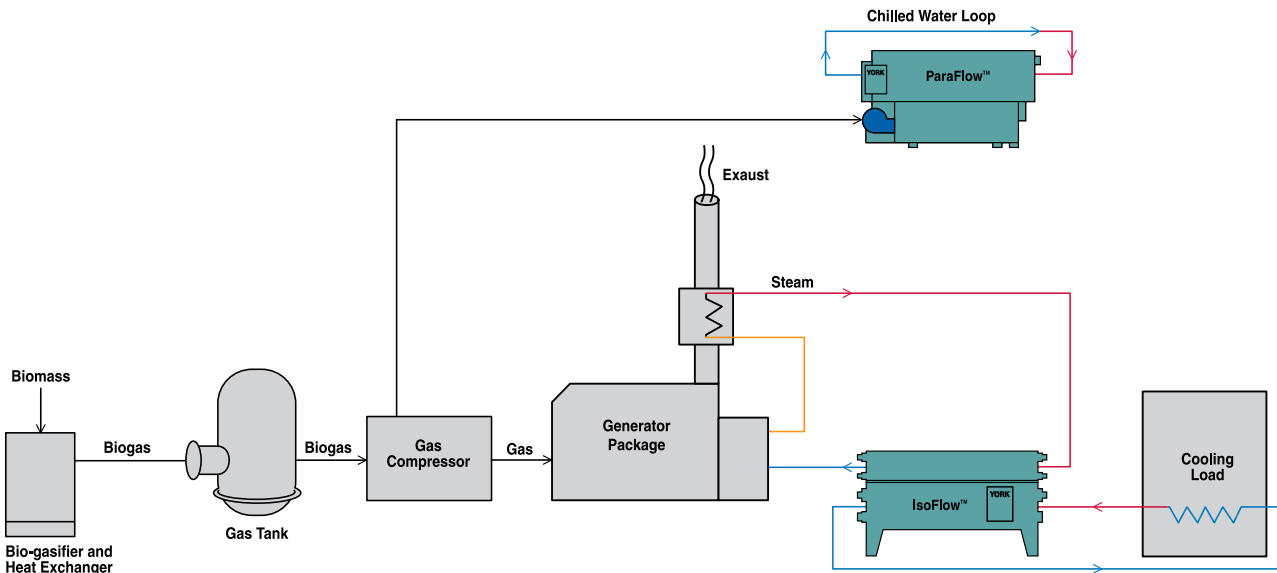 Chilled Water Loop
YORK
ParaFlow™
Exaust
Steam
Biomass
Biogas
Biogas
Gas
Compressor
Gas
Generator
Package
Cooling
Load
YORK
IsoFlow™
Gas Tank
Bio-gasifier and
Heat Exchanger